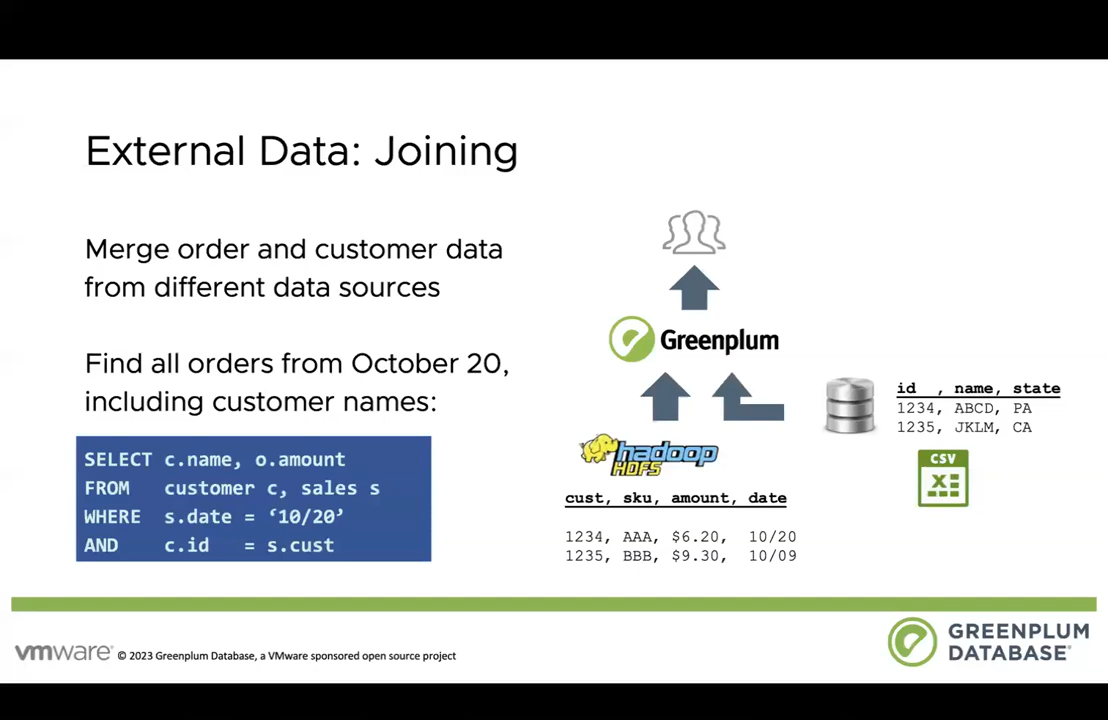 External Data: Joining
Merge order and customer data
from different data sources
Find all orders from October 20,
including customer names:
SELECT c.name, o.amount
FROM customer c, sales s
WHERE s.date = ‘10/20’
AND c.id = s.cust
Greenplum
hadoop
HDFS
cust, sku, amount, date
1234, AAA, $6.20, 10/20
1235, BBB, $9.30, 10/09
id , name, state
1234, ABCD, PA
1235, JKLM, CA
CSV
X
vmware® © 2023 Greenplum Database, a VMware sponsored open source project
GREENPLUM
DATABASE®